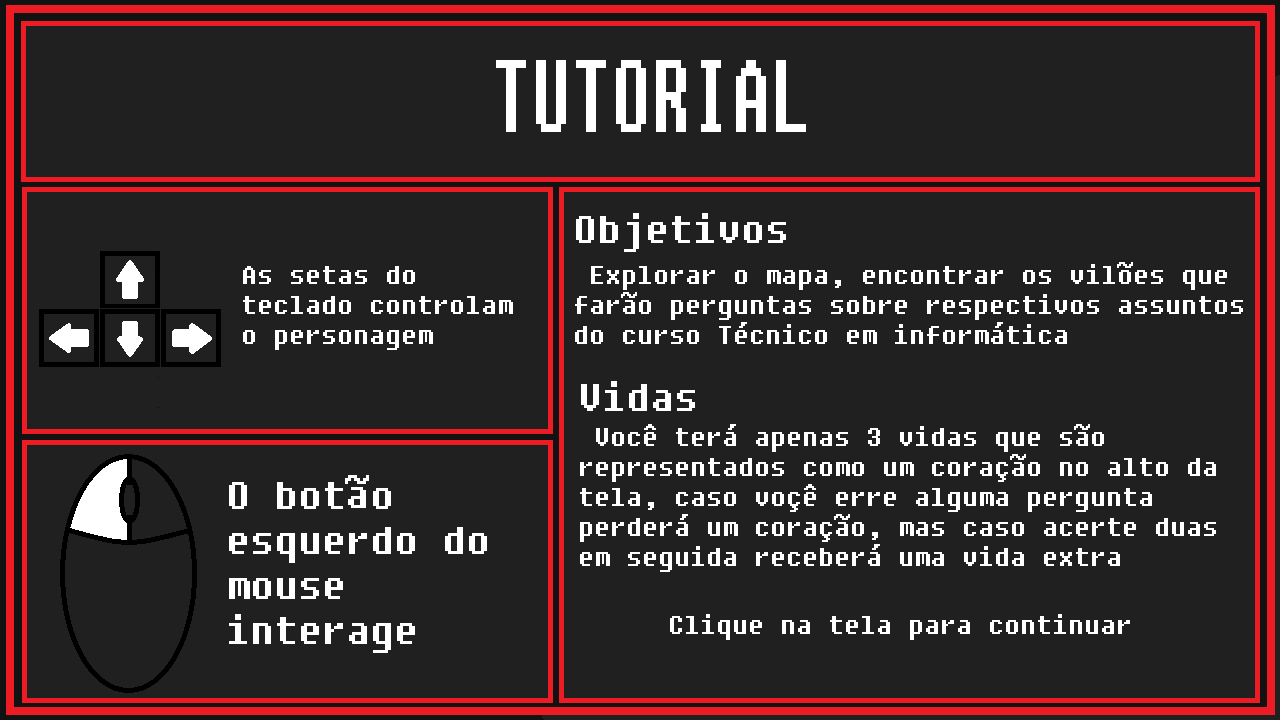 TUTORIAL
As setas do
teclado controlam
o personagem
O botão
esquerdo do
mouse
interage
Objetivos
Explorar o mapa, encontrar os vilões que
farão perguntas sobre respectivos assuntos
do curso Técnico em informática
Vidas
Você terá apenas 3 vidas que são
representados como um coração no alto da
tela, caso voçê erre alguma pergunta
perderá um coração, mas caso acerte duas
em seguida receberá uma vida extra
Clique na tela para continuar